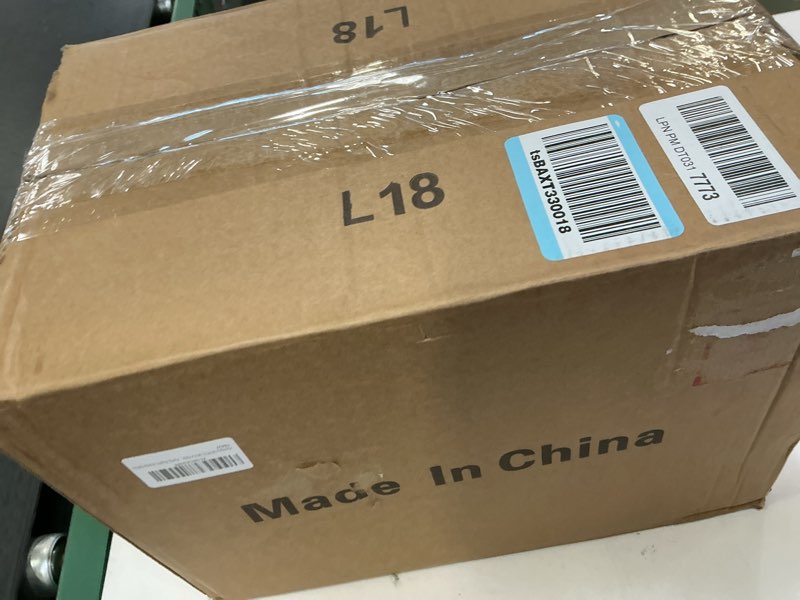 L18
L18
tsBAXT330018
LPN PM DT031 7773
Made In China